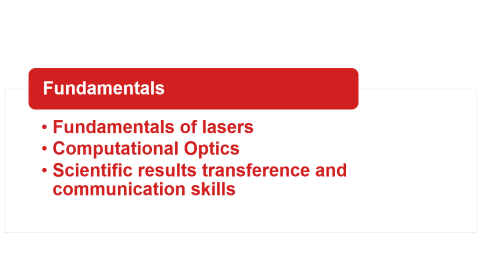 Fundamentals
• Fundamentals of lasers
• Computational Optics
• Scientific results transference and
communication skills